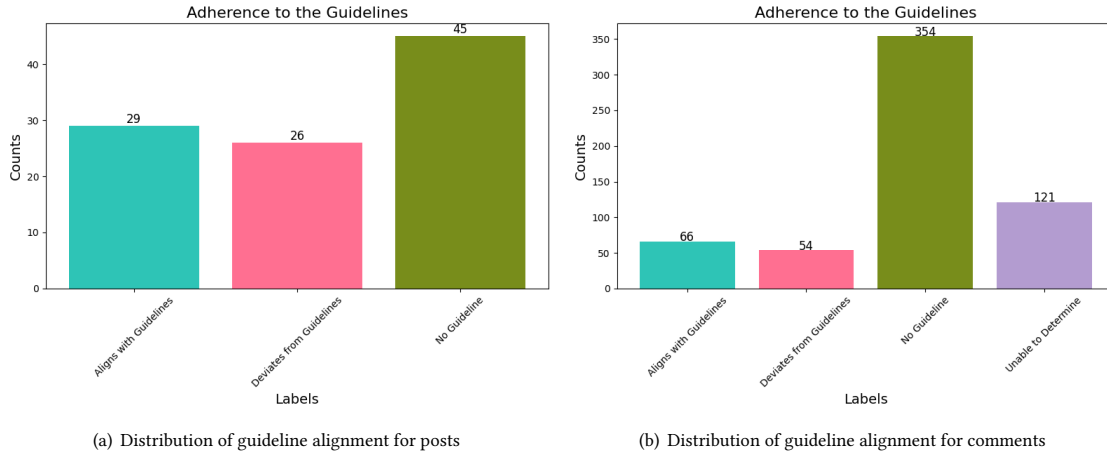 Adherence to the Guidelines
45
40
29
30
26
20
10
0
Counts
Aligns with Guidelines
Deviates from Guidelines
No Guideline
Labels
(a) Distribution of guideline alignment for posts
Adherence to the Guidelines
354
350
300
250
200
150
121
100
66
54
50
0
Counts
Aligns with Guidelines
Deviates from Guidelines
No Guideline
Unable to Determine
Labels
(b) Distribution of guideline alignment for comments